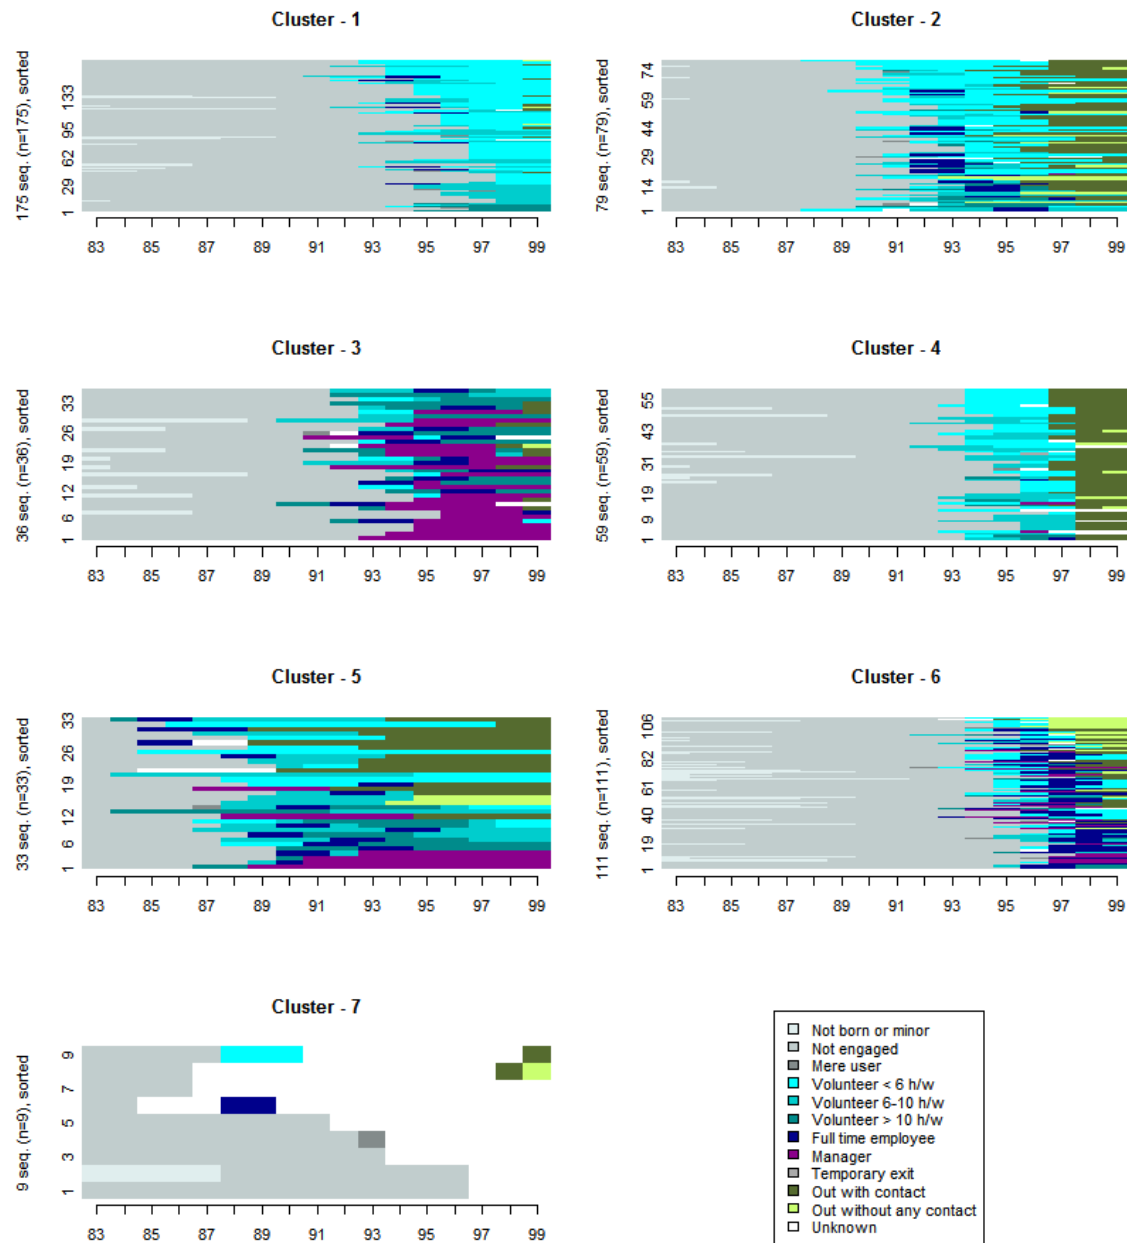 Cluster - 1
175 seq. (n=175), sorted
1 29 62 95 133
83 85 87 89 91 93 95 97 99
Cluster - 2
79 seq. (n=79), sorted
1 14 29 44 59 74
83 85 87 89 91 93 95 97 99
Cluster - 3
36 seq. (n=36), sorted
1 6 12 19 26 33
83 85 87 89 91 93 95 97 99
Cluster - 4
59 seq. (n=59), sorted
1 9 19 31 43 55
83 85 87 89 91 93 95 97 99
Cluster - 5
33 seq. (n=33), sorted
1 6 12 19 26 33
83 85 87 89 91 93 95 97 99
Cluster - 6
111 seq. (n=111), sorted
1 19 40 61 82 106
83 85 87 89 91 93 95 97 99
Cluster - 7
9 seq. (n=9), sorted
1 3 5 7 9
83 85 87 89 91 93 95 97 99
Not born or minor
Not engaged
Mere user
Volunteer < 6 h/w
Volunteer 6-10 h/w
Volunteer > 10 h/w
Full time employee
Manager
Temporary exit
Out with contact
Out without any contact
Unknown